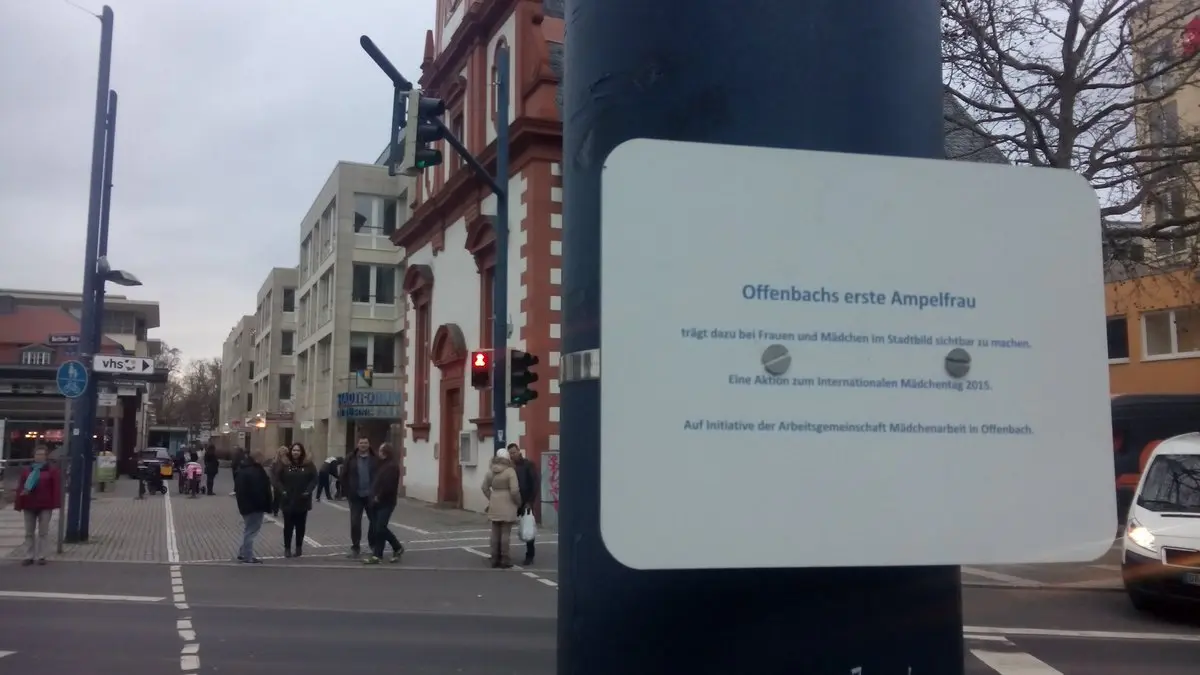 Offenbachs erste Ampelfrau
trägt dazu bei Frauen und Mädchen im Stadtbild sichtbar zu machen.
Eine Aktion zum Internationalen Mädchentag 2015.
Auf Initiative der Arbeitsgemeinschaft Mädchenarbeit in Offenbach.
vhs